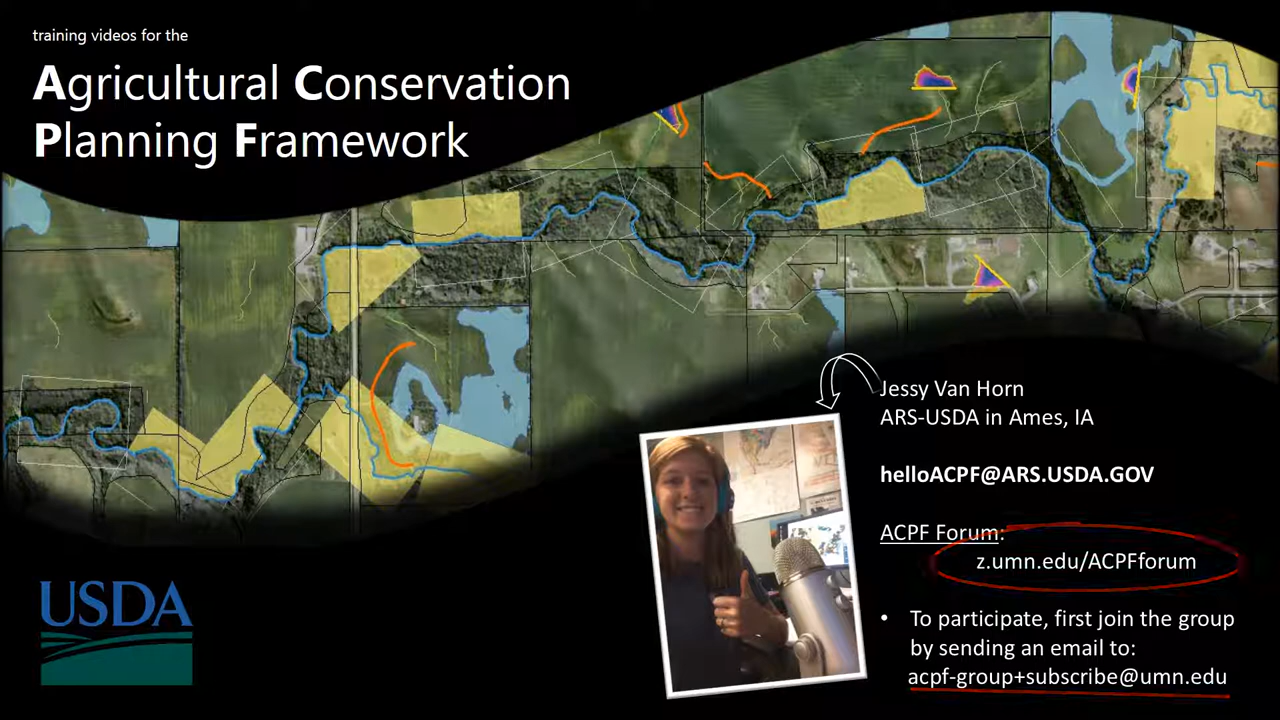 training videos for the
Agricultural Conservation
Planning Framework
Jessy Van Horn
ARS-USDA in Ames, IA
helloACPF@ARS.USDA.GOV
ACPF Forum:
z.umn.edu/ACPFforum
• To participate, first join the group
by sending an email to:
acpf-group+subscribe@umn.edu
USDA